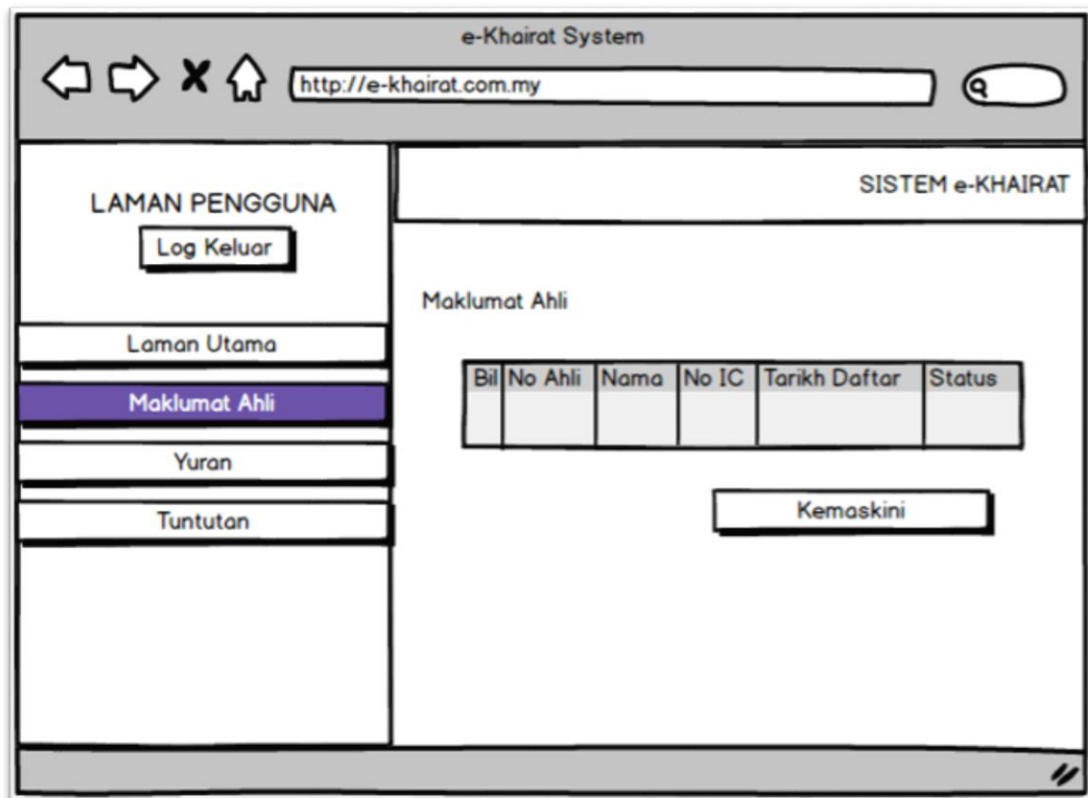 e-Khairat System
http://e-khairat.com.my
LAMAN PENGGUNA
Log Keluar
Laman Utama
Maklumat Ahli
Yuran
Tuntutan
SISTEM e-KHAIRAT
Maklumat Ahli
Bil No Ahli Nama No IC Tarikh Daftar Status
Kemaskini